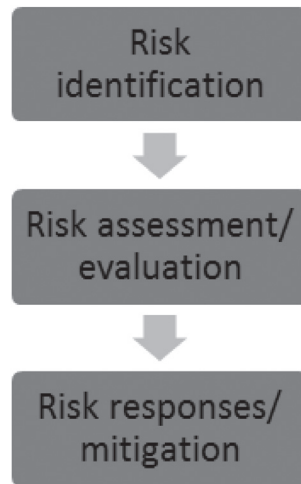 Risk
identification
Risk assessment/
evaluation
Risk responses/
mitigation